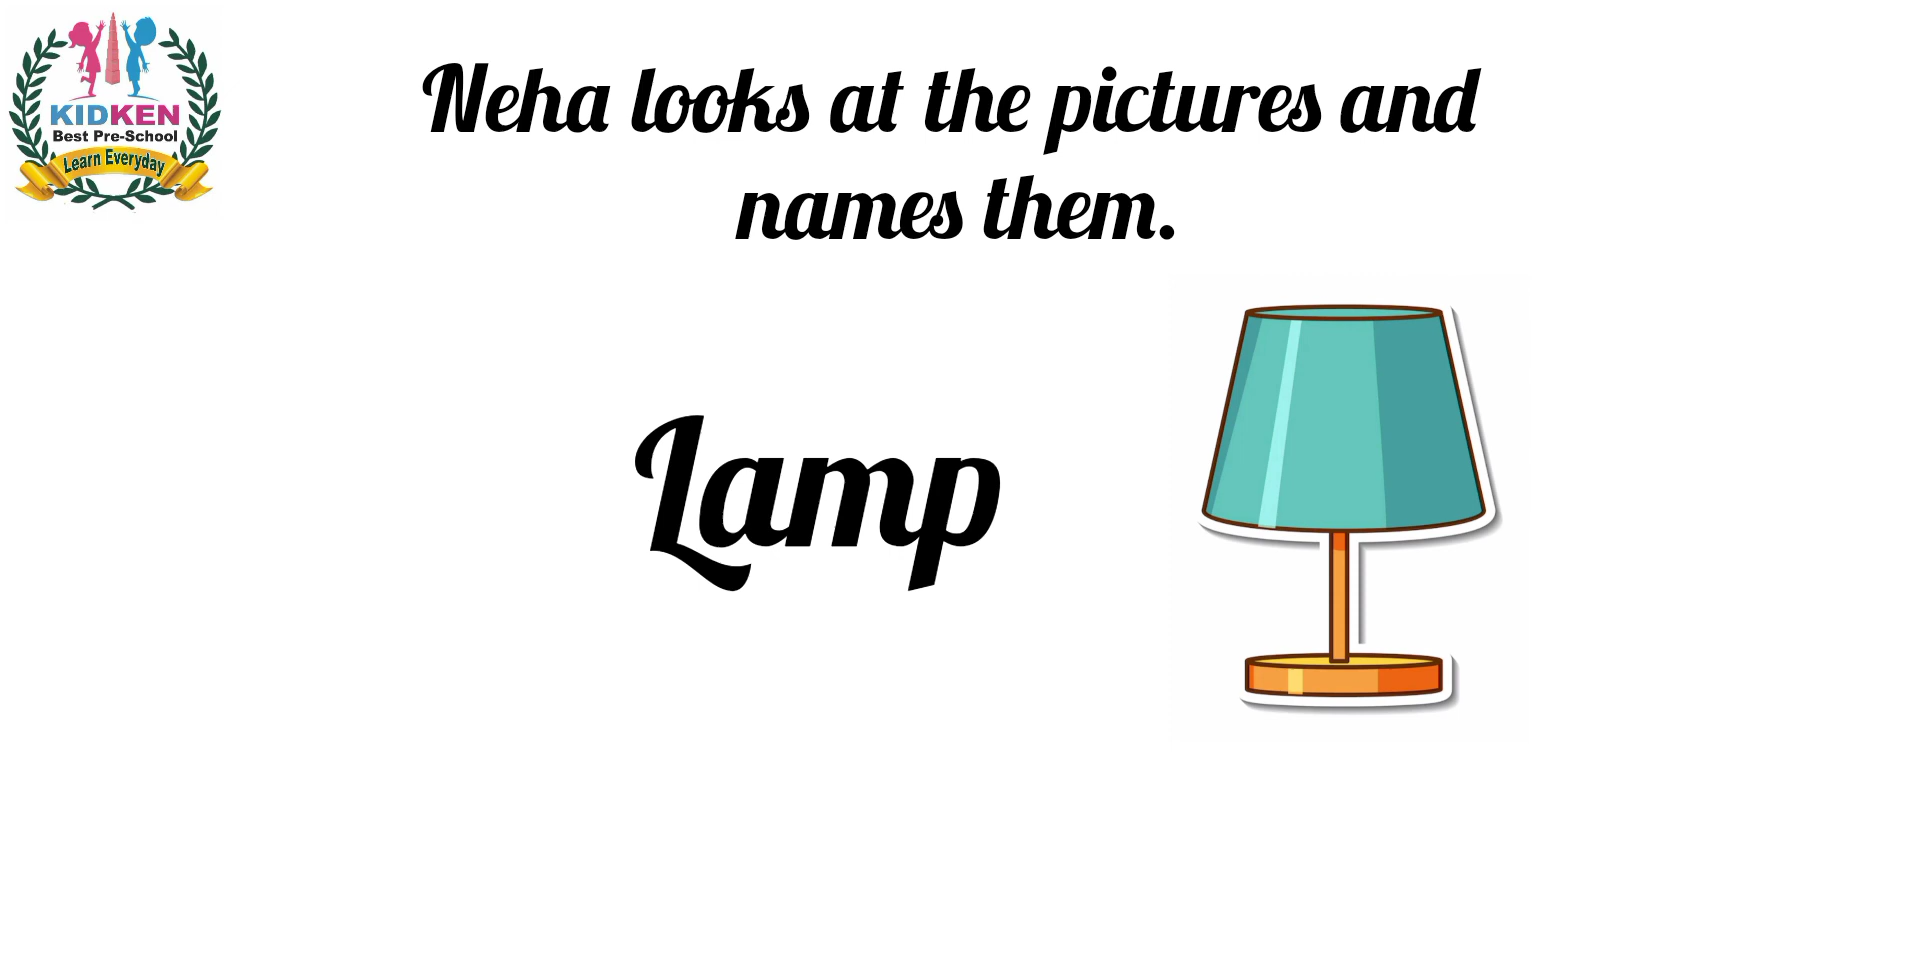 KIDKEN
Best Pre-School
Learn Everyday
Neha looks at the pictures and
names them.
Lamp